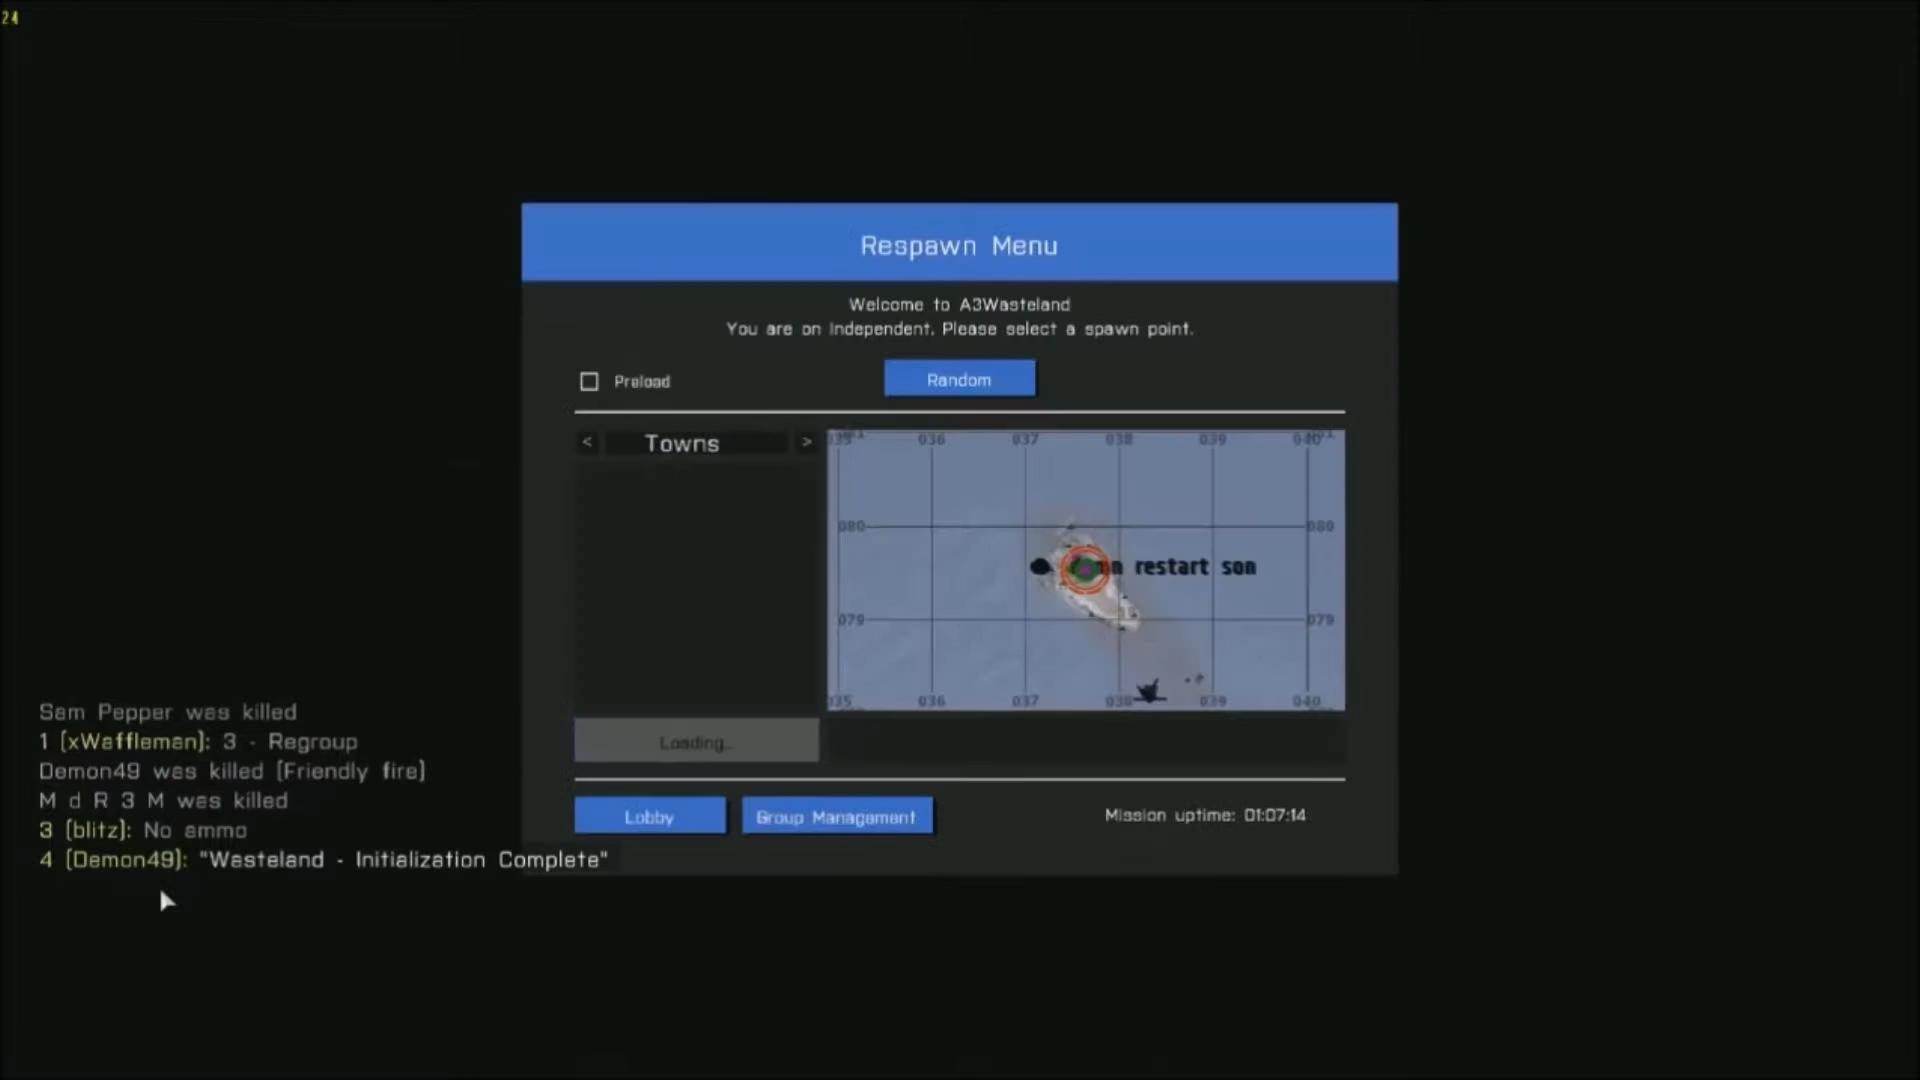 24
Respawn Menu
Welcome to A3Wasteland
You are on Independent. Please select a spawn point.
Preload
Random
< Towns >
036 037 038 039
080 080
restart son
079 079
035 036 037 038 039 040
Loading...
Lobby
Group Management
Mission uptime: 01:07:14
Sam Pepper was killed
1 (xWaffleman): 3 - Regroup
Demon49 was killed (Friendly fire)
M d R 3 M was killed
3 (blitz): No ammo
4 (Demon49): "Wasteland - Initialization Complete"